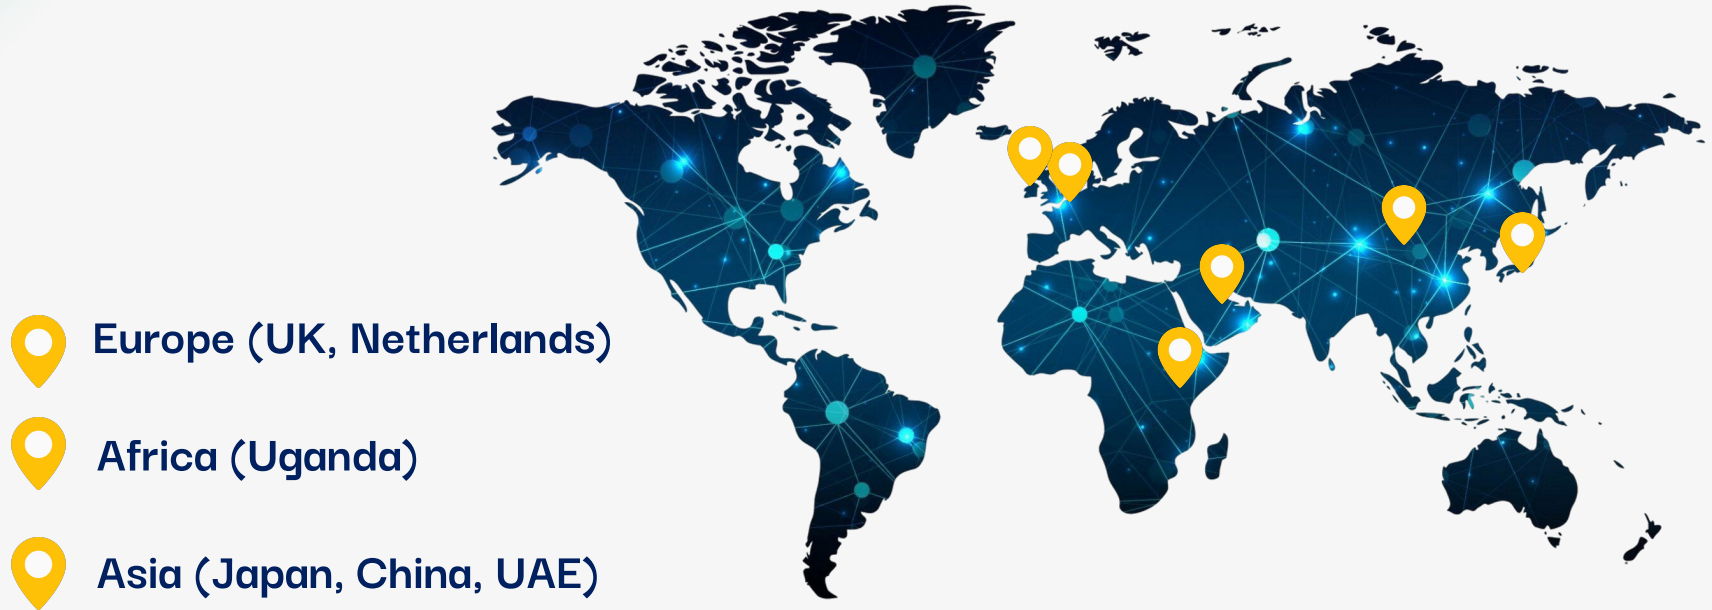 Europe (UK, Netherlands)
Africa (Uganda)
Asia (Japan, China, UAE)